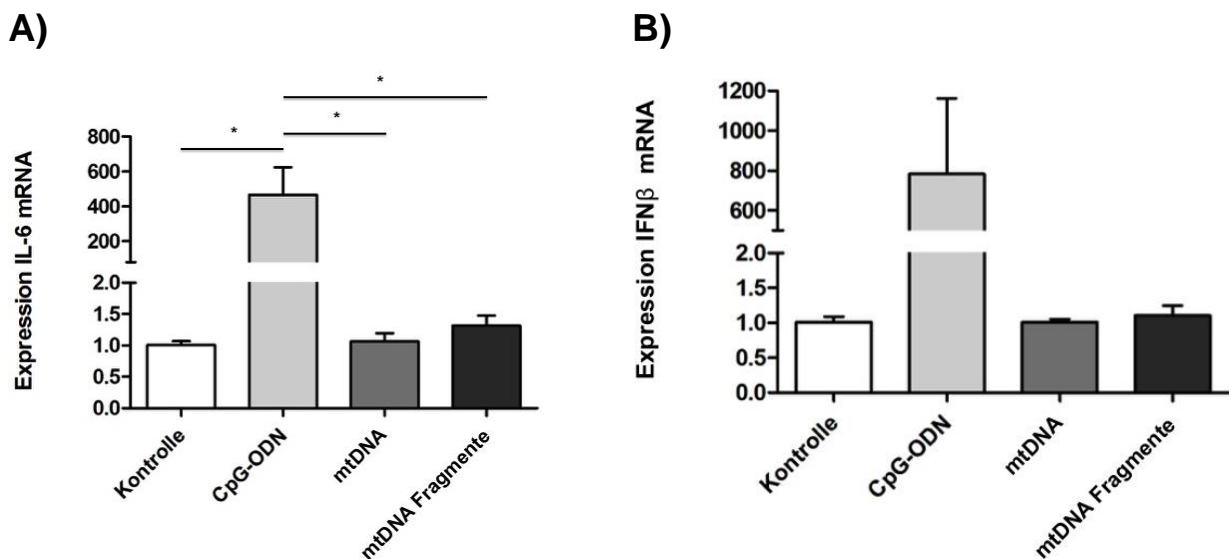 A)
*
*
*
Expression IL-6 mRNA
800
600
400
200
2.0
1.5
1.0
0.5
0.0
Kontrolle
CpG-ODN
mtDNA
mtDNA Fragmente
B)
Expression IFNβ mRNA
1200
1000
800
600
2.0
1.5
1.0
0.5
0.0
Kontrolle
CpG-ODN
mtDNA
mtDNA Fragmente